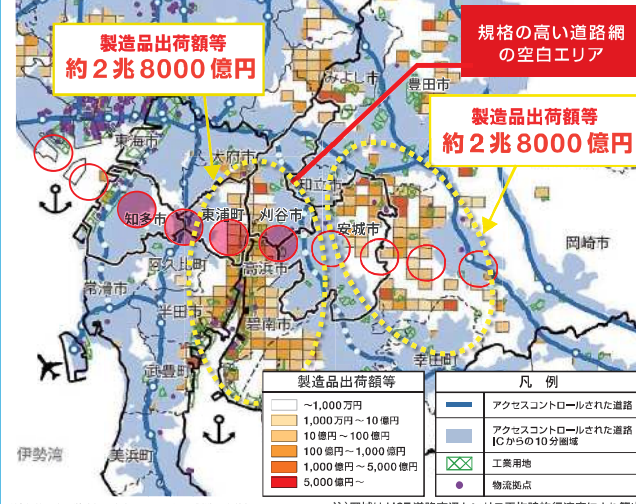 製造品出荷額等
約2兆8000億円
規格の高い道路網
の空白エリア
製造品出荷額等
約2兆8000億円
みよし市
豊田市
東海市
大府市
知立市
知多市
東浦町
刈谷市
安城市
岡崎市
阿久比町
高浜市
常滑市
半田市
碧南市
武豊町
幸田町
伊勢湾
美浜町
製造品出荷額等
~1,000万円
1,000万円~10億円
10億円~100億円
100億円~1,000億円
1,000億円~5,000億円
5,000億円~
凡例
アクセスコントロールされた道路
アクセスコントロールされた道路
ICからの10分圏域
工業用地
物流拠点